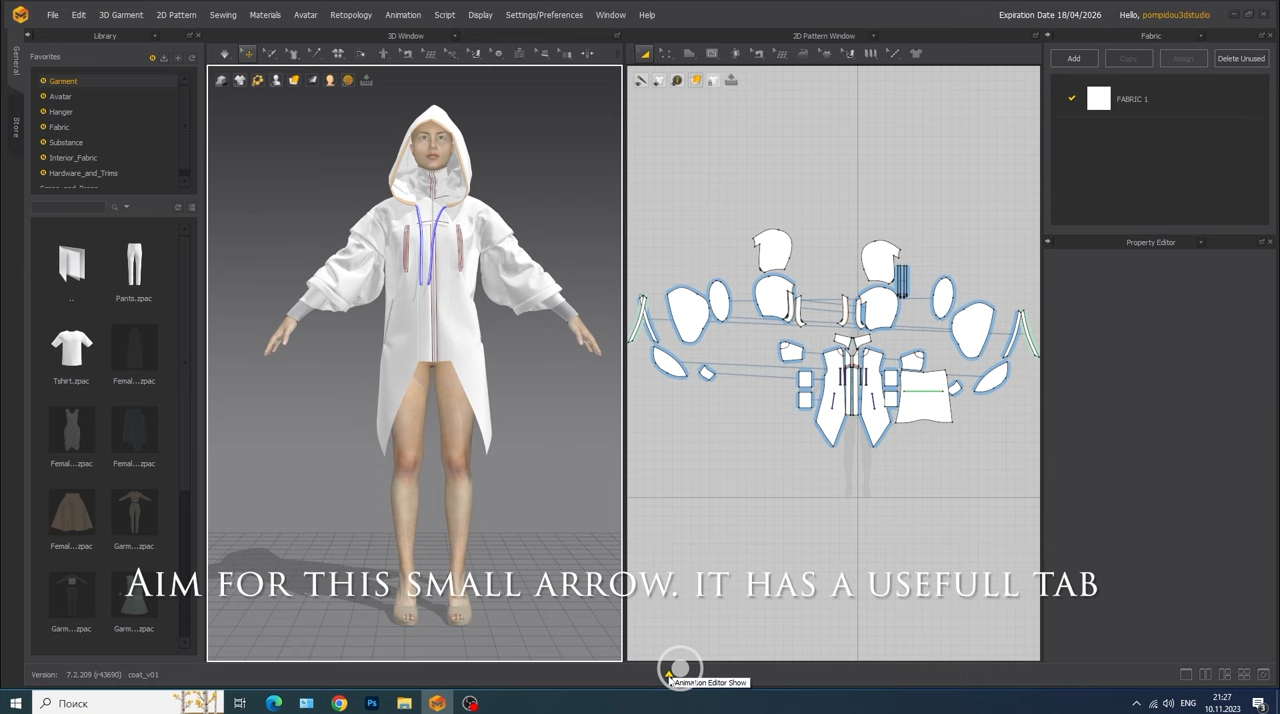 File Edit 3D Garment 2D Pattern Sewing Materials Avatar Retopology Animation Script Display Settings/Preferences Window Help
Expiration Date 18/04/2026 Hello, pompidou3dstudio
Library
3D Window
2D Pattern Window
Fabric
General
Store
Favorites
Garment
Avatar
Hanger
Fabric
Substance
Interior_Fabric
Hardware_and_Trims
..
Pants.zpac
Tshirt.zpac
Femal....zpac
Femal...zpac
Femal...zpac
Femal...zpac
Garm...zpac
Garm...zpac
Garm...zpac
Add Copy Assign Delete Unused
FABRIC 1
Property Editor
Aim for this small arrow. it has a usefull tab
Animation Editor Show
Version: 7.2.209 (r43690) coat_v01
Поиск
ENG
21:27
10.11.2023